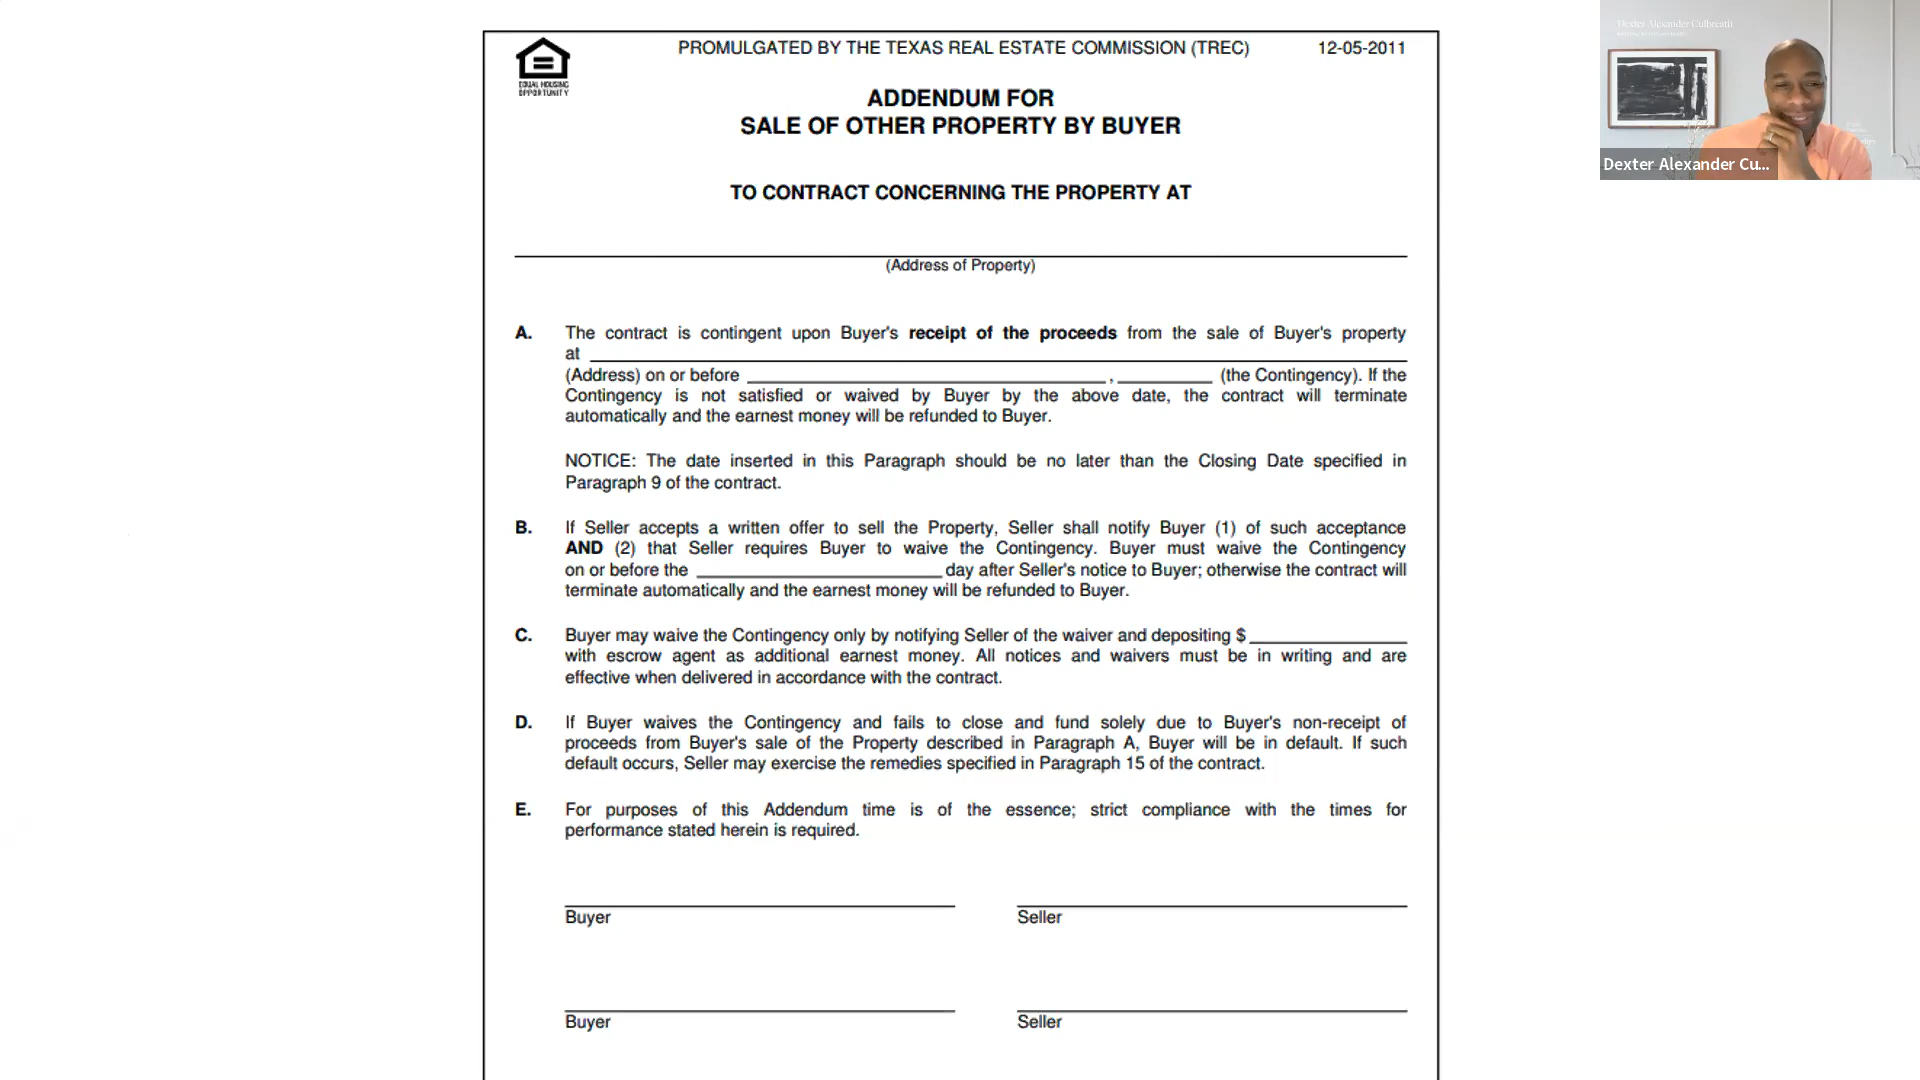 PROMULGATED BY THE TEXAS REAL ESTATE COMMISSION (TREC) 12-05-2011
EQUAL HOUSING
OPPORTUNITY
ADDENDUM FOR
SALE OF OTHER PROPERTY BY BUYER
TO CONTRACT CONCERNING THE PROPERTY AT
(Address of Property)
A. The contract is contingent upon Buyer's receipt of the proceeds from the sale of Buyer's property
at
(Address) on or before , (the Contingency). If the
Contingency is not satisfied or waived by Buyer by the above date, the contract will terminate
automatically and the earnest money will be refunded to Buyer.
NOTICE: The date inserted in this Paragraph should be no later than the Closing Date specified in
Paragraph 9 of the contract.
B. If Seller accepts a written offer to sell the Property, Seller shall notify Buyer (1) of such acceptance
AND (2) that Seller requires Buyer to waive the Contingency. Buyer must waive the Contingency
on or before the day after Seller's notice to Buyer; otherwise the contract will
terminate automatically and the earnest money will be refunded to Buyer.
C. Buyer may waive the Contingency only by notifying Seller of the waiver and depositing $
with escrow agent as additional earnest money. All notices and waivers must be in writing and are
effective when delivered in accordance with the contract.
D. If Buyer waives the Contingency and fails to close and fund solely due to Buyer's non-receipt of
proceeds from Buyer's sale of the Property described in Paragraph A, Buyer will be in default. If such
default occurs, Seller may exercise the remedies specified in Paragraph 15 of the contract.
E. For purposes of this Addendum time is of the essence; strict compliance with the times for
performance stated herein is required.
Buyer Seller
Buyer Seller
Dexter Alexander Culbreath
Dexter Alexander Cu...